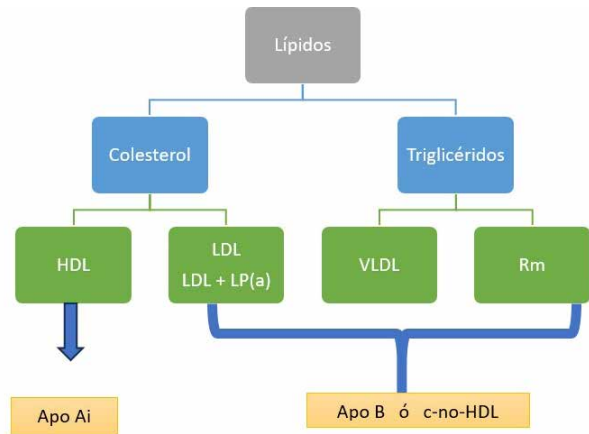 Lípidos
Colesterol
Triglicéridos
HDL
LDL
LDL + LP(a)
VLDL
Rm
Apo Ai
Apo B ó c-no-HDL